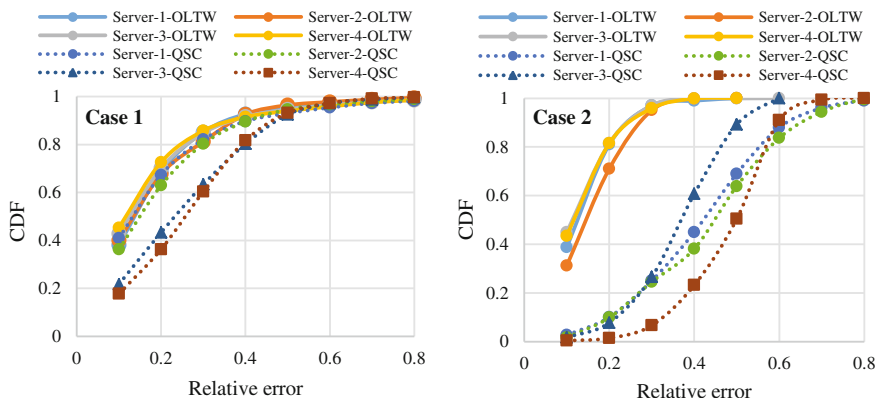 Server-1-OLTW Server-2-OLTW
Server-3-OLTW Server-4-OLTW
Server-1-QSC Server-2-QSC
Server-3-QSC Server-4-QSC
Case 1
CDF
1
0.8
0.6
0.4
0.2
0
0 0.2 0.4 0.6 0.8
Relative error
Server-1-OLTW Server-2-OLTW
Server-3-OLTW Server-4-OLTW
Server-1-QSC Server-2-QSC
Server-3-QSC Server-4-QSC
Case 2
CDF
1
0.8
0.6
0.4
0.2
0
0 0.2 0.4 0.6 0.8
Relative error